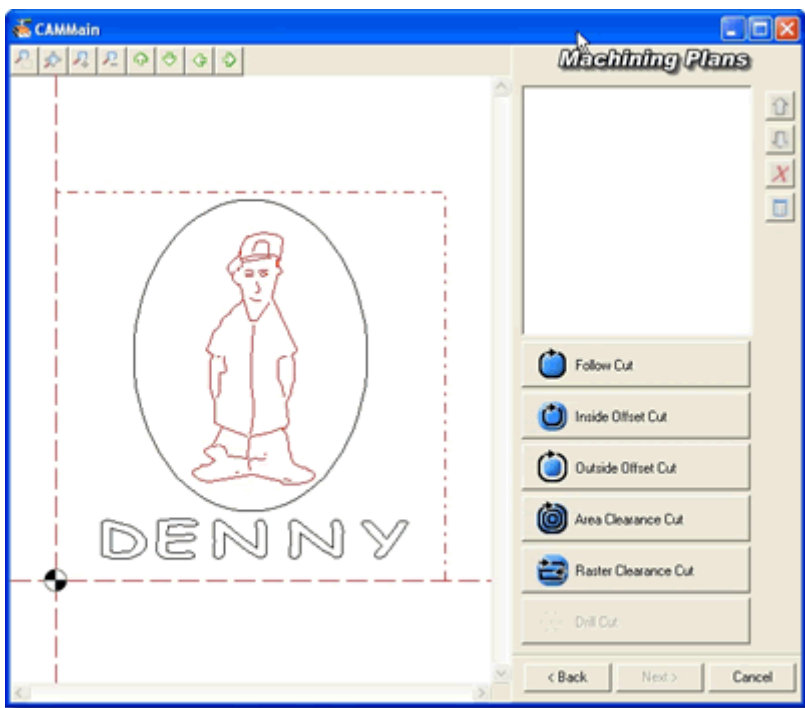 CAMMain
Machining Plans
Follow Cut
Inside Offset Cut
Outside Offset Cut
Area Clearance Cut
Raster Clearance Cut
Drill Cut
DENNY
< Back
Next >
Cancel